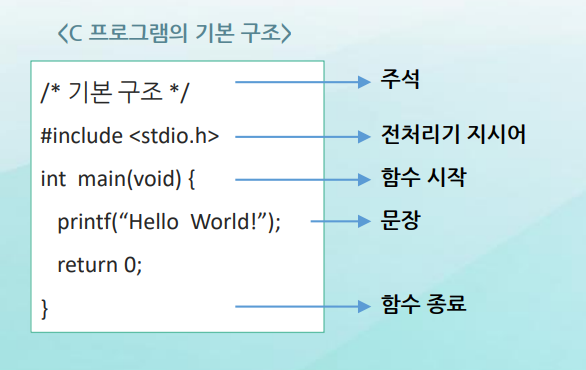 <C 프로그램의 기본 구조>
/* 기본 구조 */ 주석
#include <stdio.h> 전처리기 지시어
int main(void) { 함수 시작
printf(“Hello World!”); 문장
return 0;
} 함수 종료